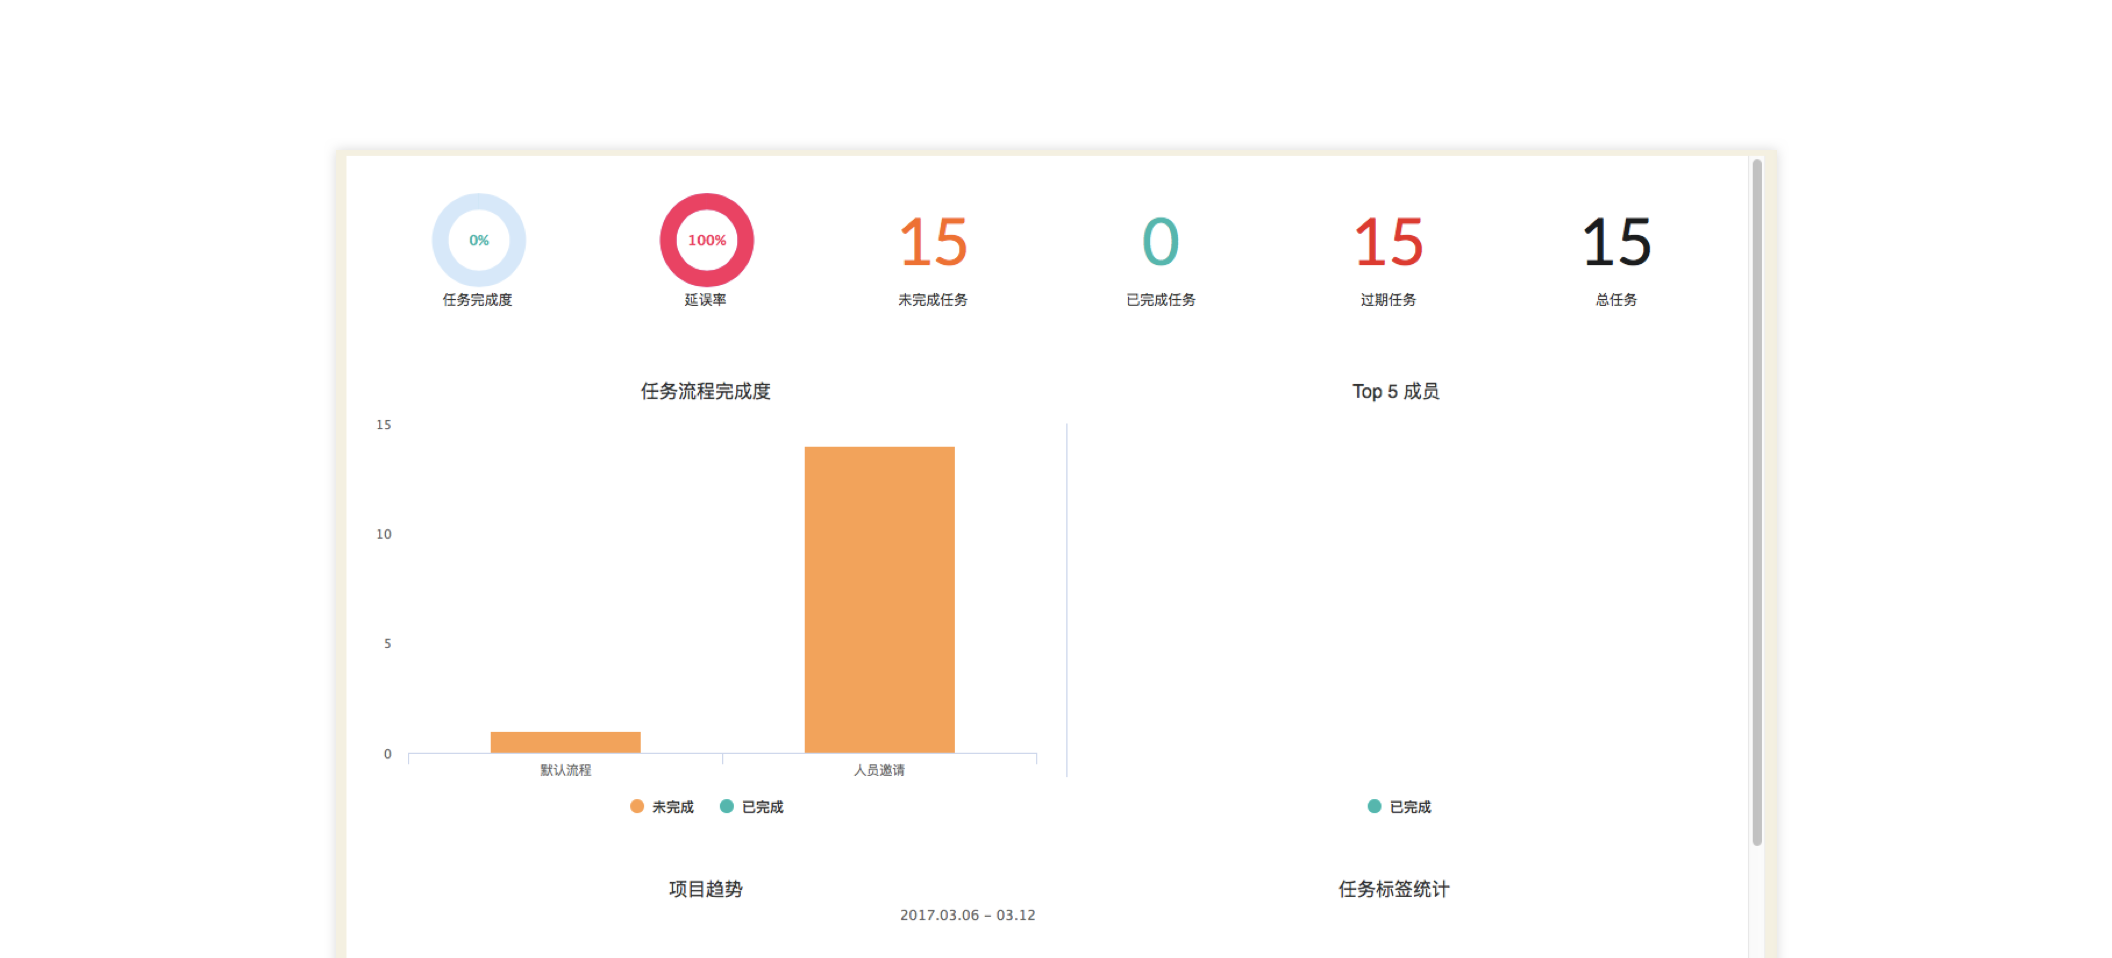 0%
100%
15
0
15
15
任务完成度
延误率
未完成任务
已完成任务
过期任务
总任务
任务流程完成度
Top 5 成员
15
10
5
0
默认流程
人员邀请
未完成
已完成
已完成
项目趋势
任务标签统计
2017.03.06 – 03.12